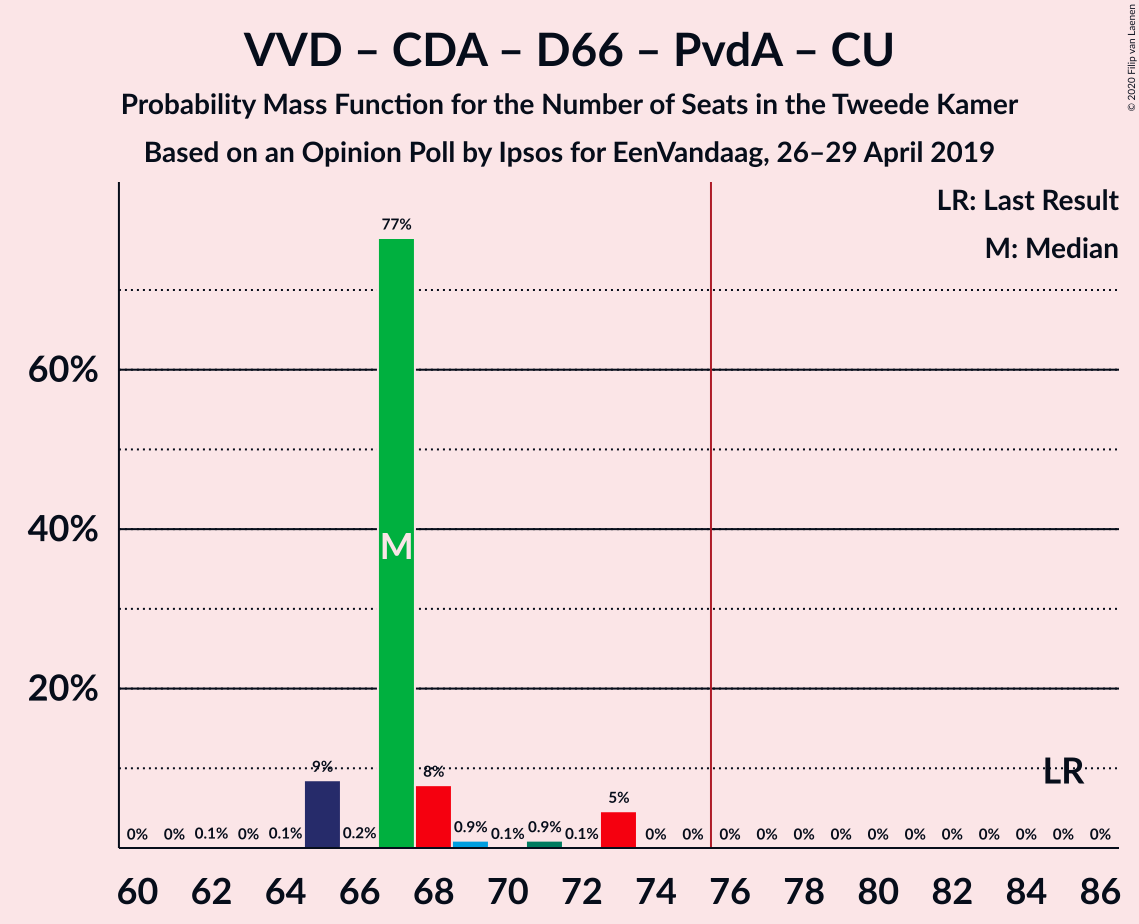 VVD – CDA – D66 – PvdA – CU
Probability Mass Function for the Number of Seats in the Tweede Kamer
Based on an Opinion Poll by Ipsos for EenVandaag, 26–29 April 2019
© 2020 Filip van Laenen
LR: Last Result
M: Median
77%
60%
40%
M
20%
LR
9%
8%
5%
0% 0% 0.1% 0% 0.1% 0.2% 0.9% 0.1% 0.9% 0.1% 0% 0% 0% 0% 0% 0% 0% 0% 0% 0% 0% 0% 0%
60 62 64 66 68 70 72 74 76 78 80 82 84 86